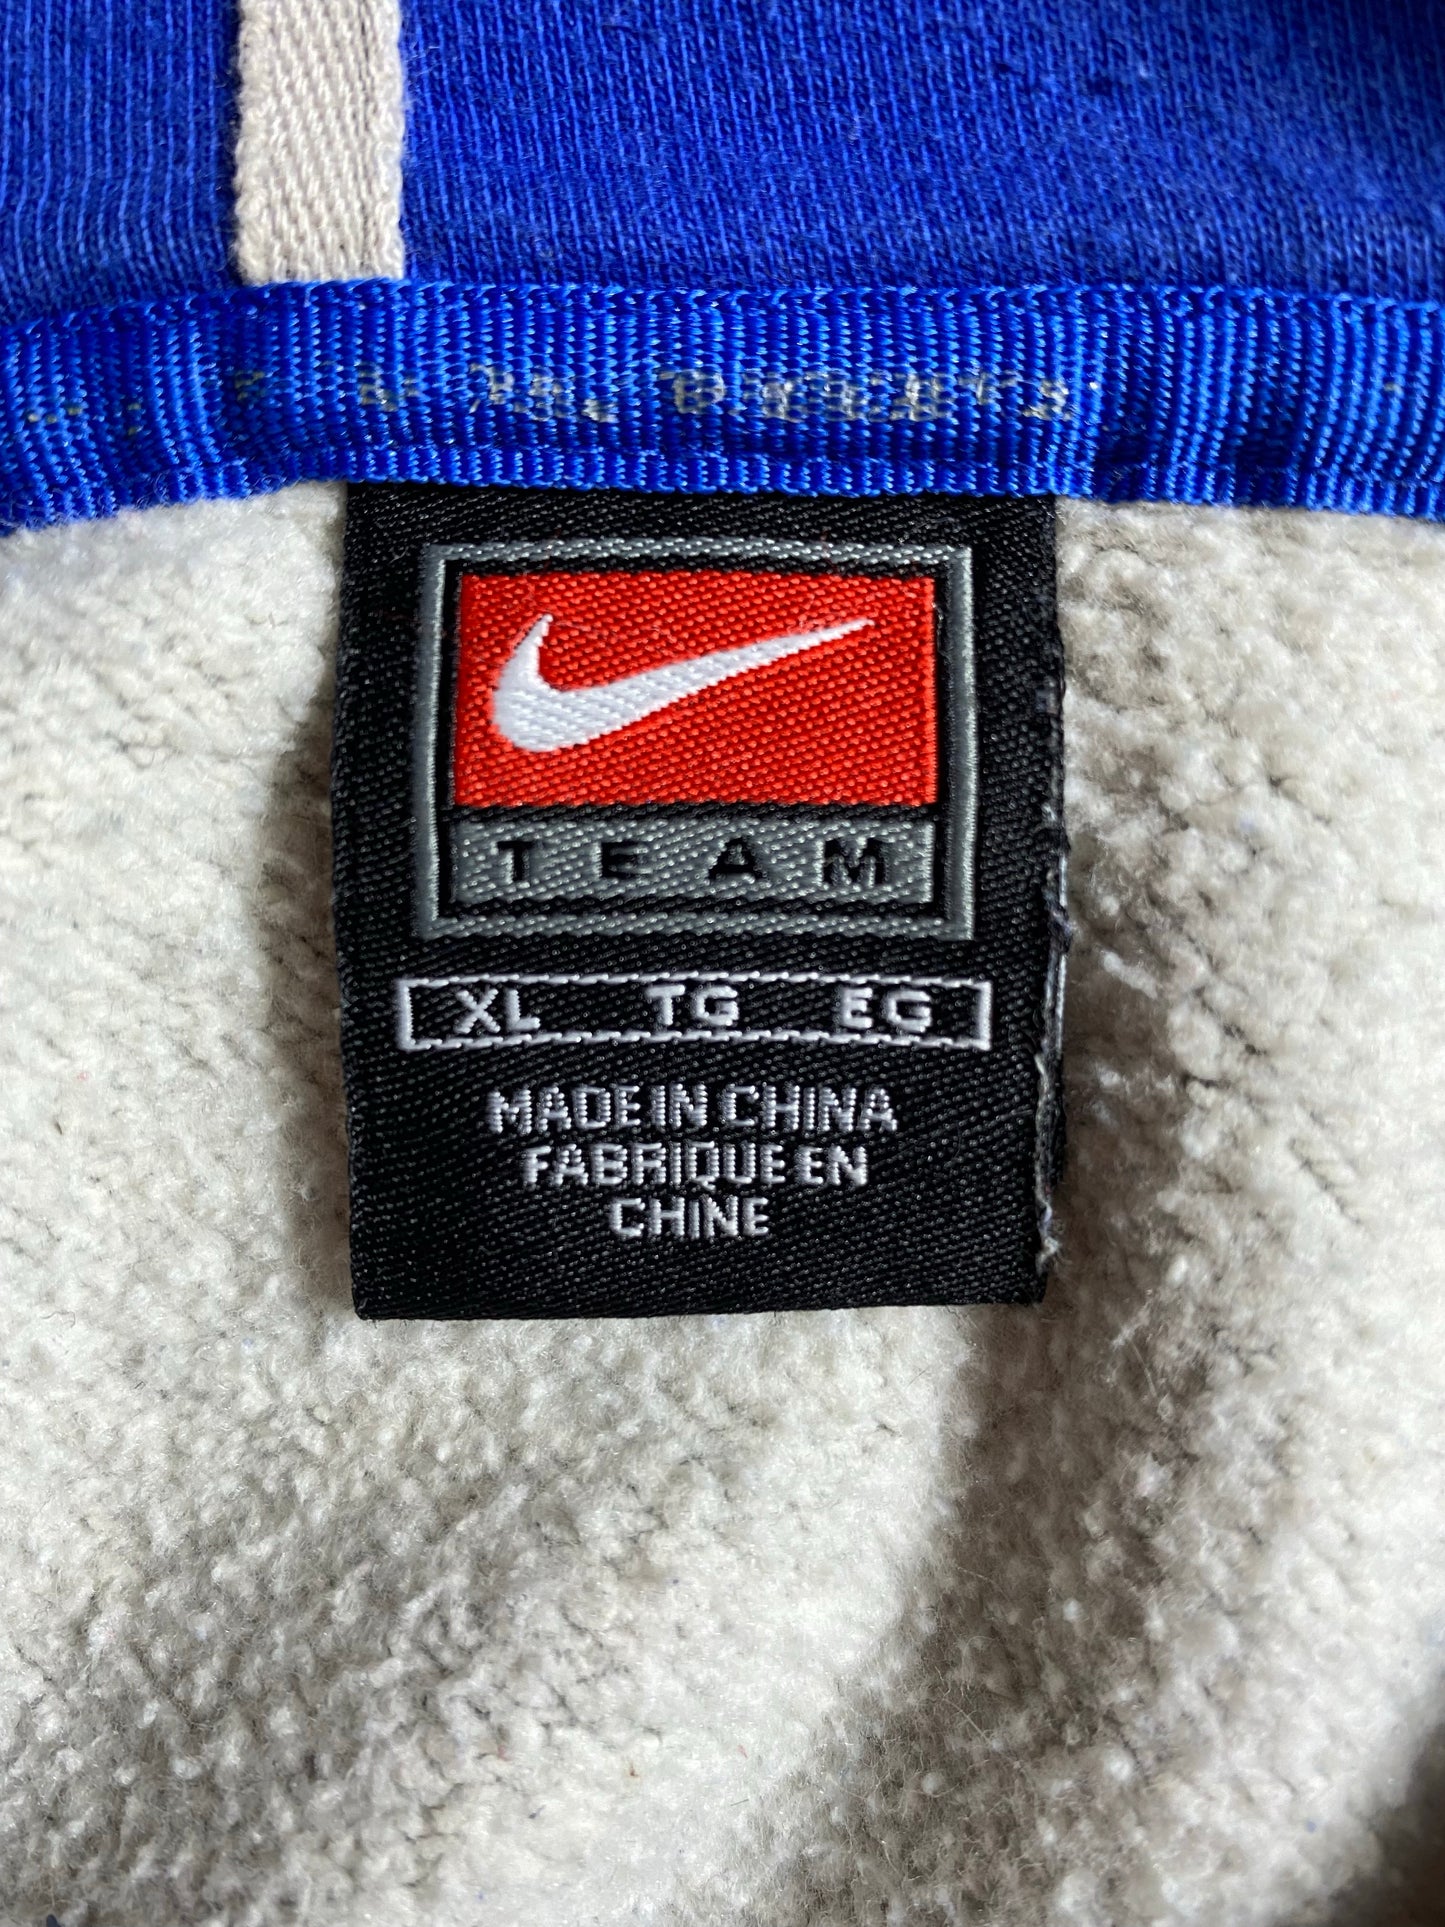 TEAM
XL TG EG
MADE IN CHINA
FABRIQUE EN
CHINE